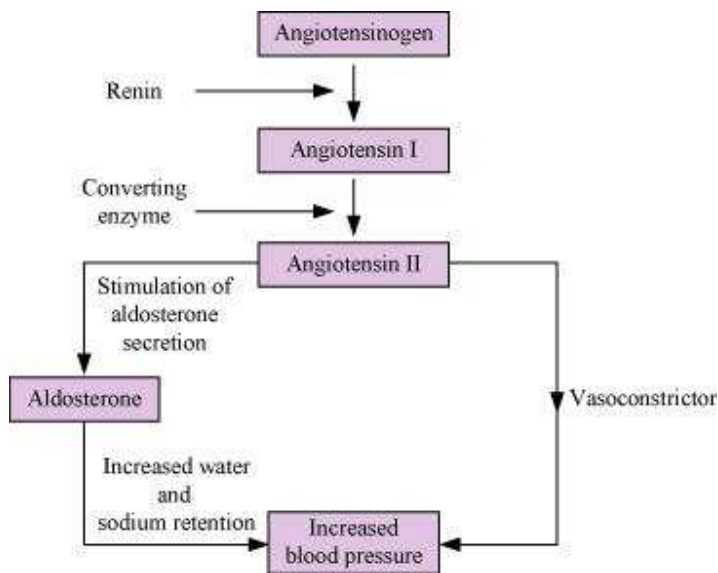 Angiotensinogen
Renin
Angiotensin I
Converting
enzyme
Angiotensin II
Stimulation of
aldosterone
secretion
Aldosterone
Vasoconstrictor
Increased water
and
sodium retention
Increased
blood pressure